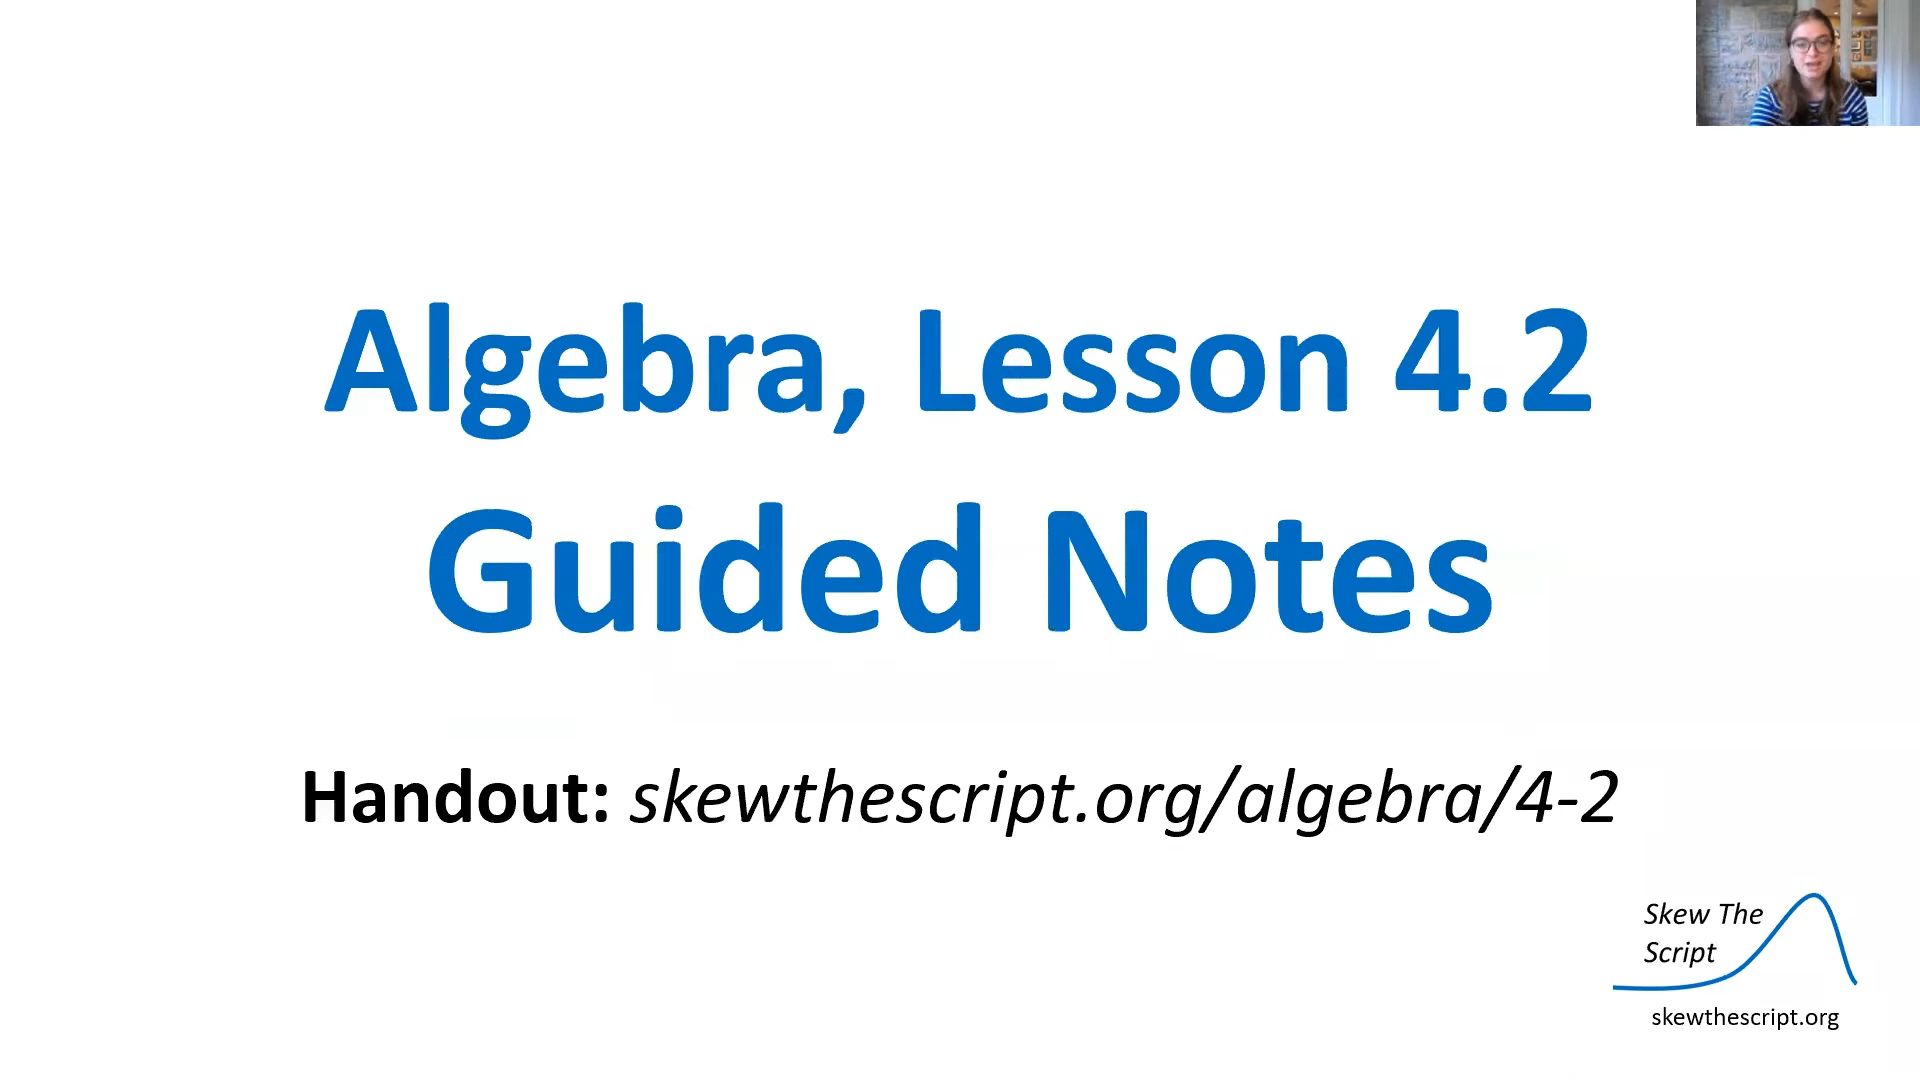 Algebra, Lesson 4.2
Guided Notes
Handout: skewthescript.org/algebra/4-2
Skew The
Script
skewthescript.org